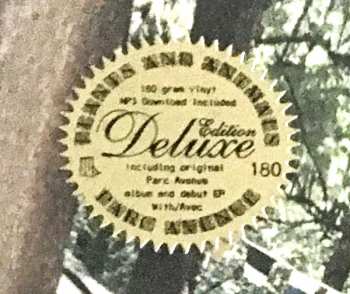 PLANTS AND ANIMALS
180 gram vinyl
MP3 Download Included
Deluxe Edition
including original
Parc Avenue
180
album and debut EP
With/Avec
PARC AVENUE